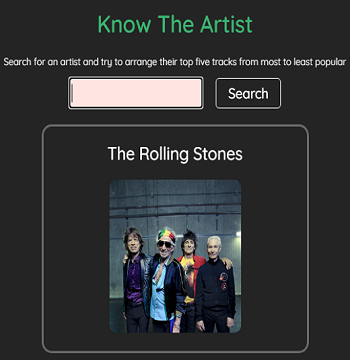 Know The Artist
Search for an artist and try to arrange their top five tracks from most to least popular
Search
The Rolling Stones